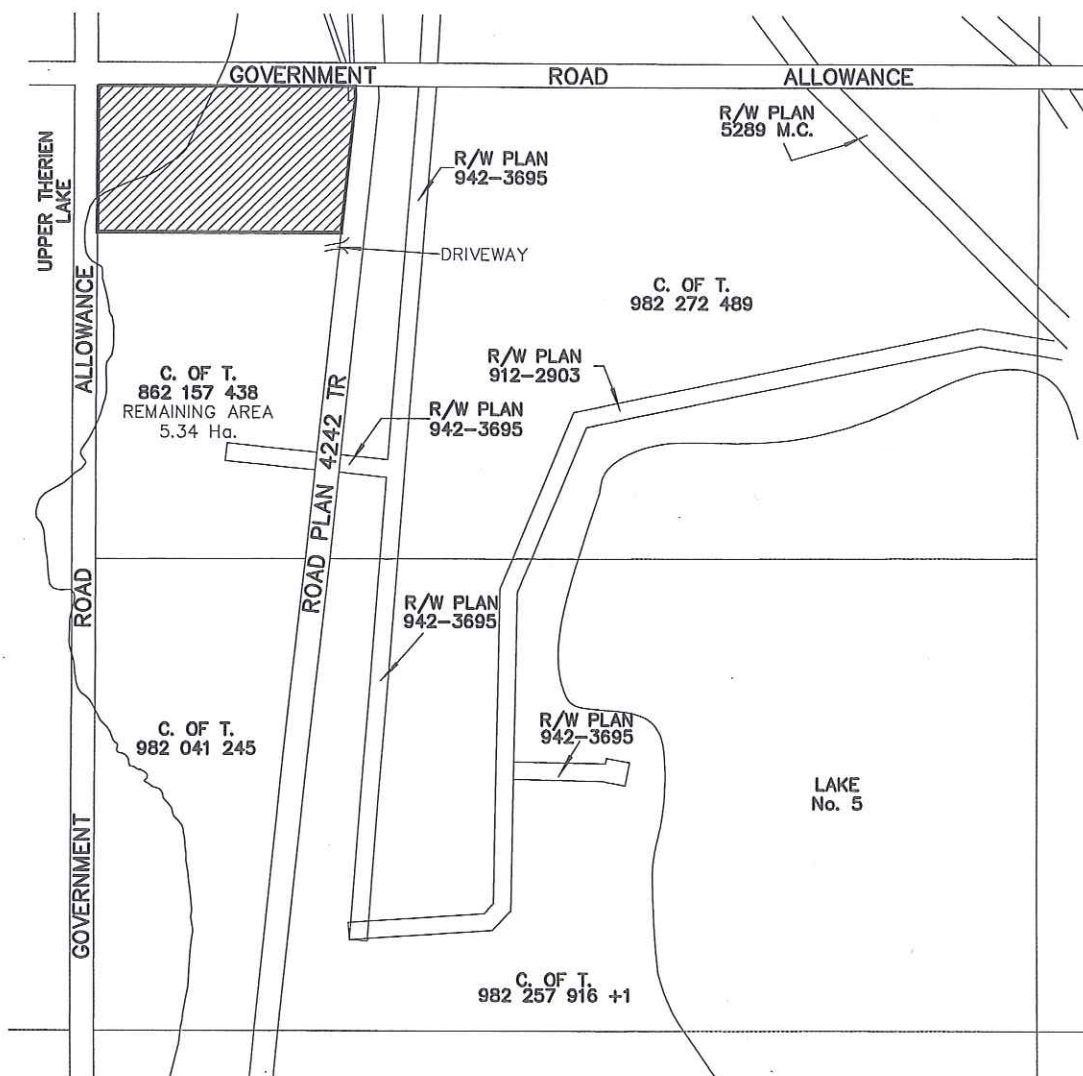 GOVERNMENT ROAD ALLOWANCE
R/W PLAN
5289 M.C.
R/W PLAN
942-3695
UPPER THERIEN
LAKE
DRIVEWAY
C. OF T.
982 272 489
GOVERNMENT ROAD ALLOWANCE
R/W PLAN
912-2903
C. OF T.
862 157 438
REMAINING AREA
5.34 Ha.
R/W PLAN
942-3695
ROAD PLAN 4242 TR
R/W PLAN
942-3695
C. OF T.
982 041 245
R/W PLAN
942-3695
LAKE
No. 5
C. OF T.
982 257 916 +1